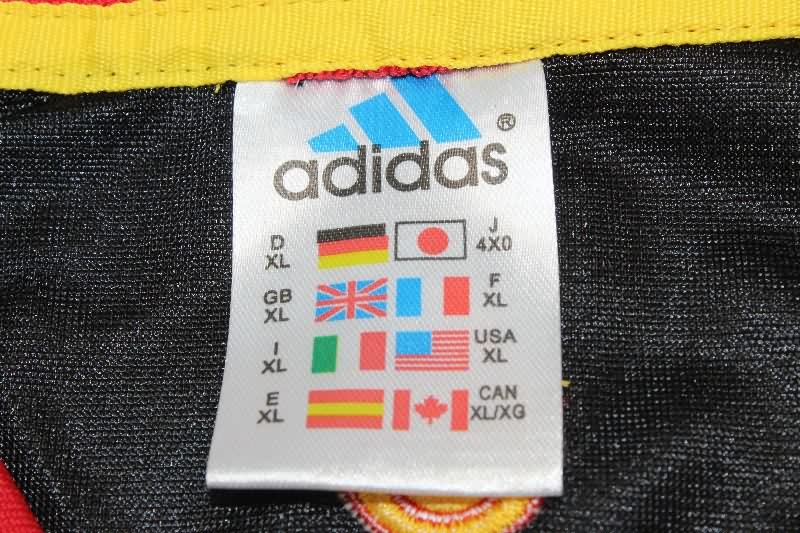 adidas®
D XL J 4X0
GB XL F XL
I XL USA XL
E XL CAN XL/XG